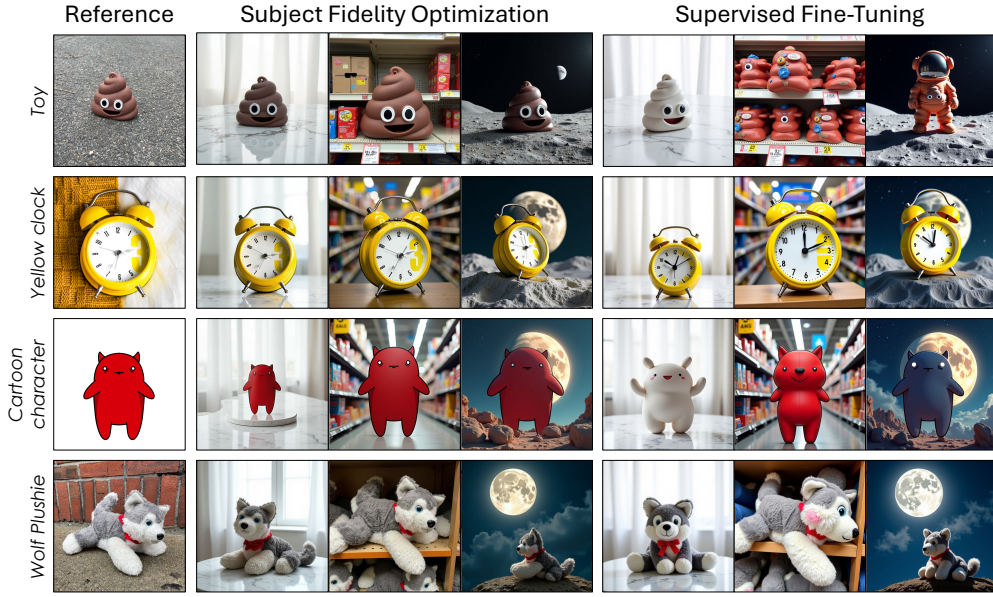 Reference
Subject Fidelity Optimization
Supervised Fine-Tuning
Toy
Yellow clock
Cartoon
character
Wolf Plushie